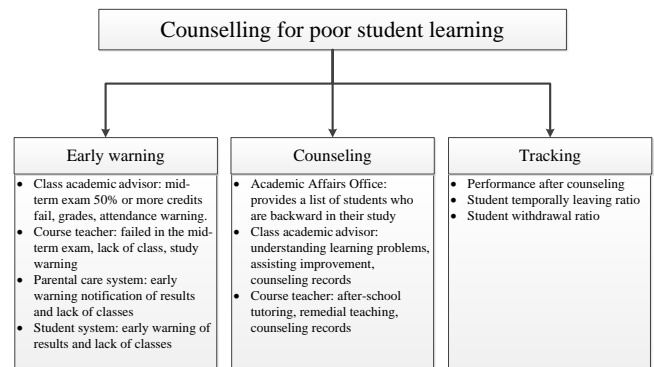 Counselling for poor student learning
Early warning
• Class academic advisor: mid-
term exam 50% or more credits
fail, grades, attendance warning.
• Course teacher: failed in the mid-
term exam, lack of class, study
warning
• Parental care system: early
warning notification of results
and lack of classes
• Student system: early warning of
results and lack of classes
Counseling
• Academic Affairs Office:
provides a list of students who
are backward in their study
• Class academic advisor:
understanding learning problems,
assisting improvement,
counseling records
• Course teacher: after-school
tutoring, remedial teaching,
counseling records
Tracking
• Performance after counseling
• Student temporally leaving ratio
• Student withdrawal ratio